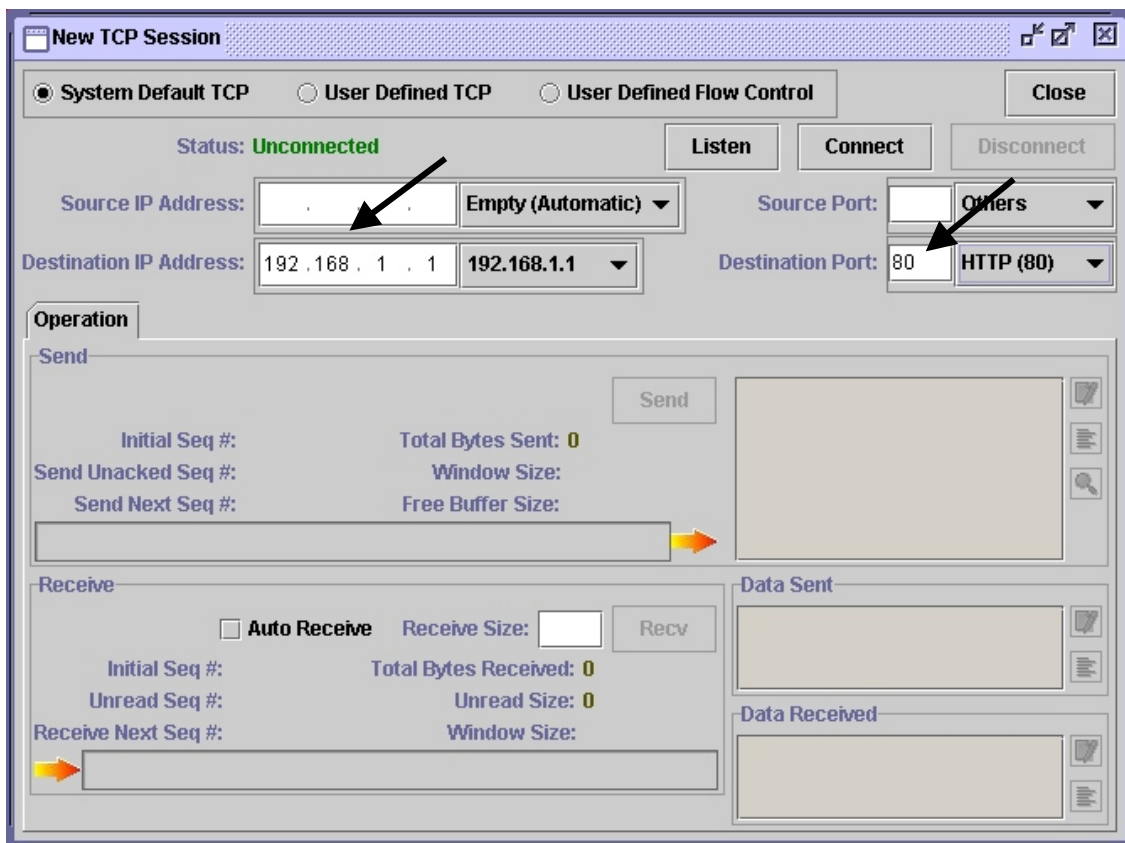 New TCP Session
System Default TCP User Defined TCP User Defined Flow Control Close
Status: Unconnected Listen Connect Disconnect
Source IP Address: . . . Empty (Automatic) Source Port: Others
Destination IP Address: 192 .168 . 1 . 1 192.168.1.1 Destination Port: 80 HTTP (80)
Operation
Send
Send
Initial Seq #: Total Bytes Sent: 0
Send Unacked Seq #: Window Size:
Send Next Seq #: Free Buffer Size:
Receive Data Sent
Auto Receive Receive Size: Recv
Initial Seq #: Total Bytes Received: 0
Unread Seq #: Unread Size: 0
Data Received
Receive Next Seq #: Window Size: